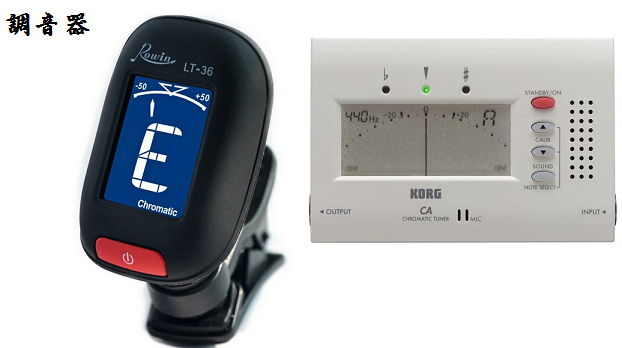 調音器
Rowin
LT-36
-50 +50
E
Chromatic
♭ ♯
STANDBY/ON
440Hz -20 0 +20 A
CALIB
SOUND
NOTE SELECT
CENT CENT
KORG
◄ OUTPUT CA INPUT ◄
CHROMATIC TUNER MIC